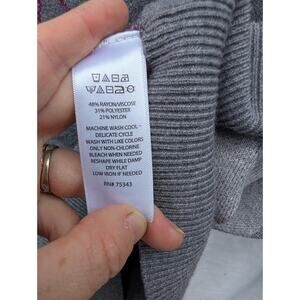 48% RAYON/VISCOSE
31% POLYESTER
21% NYLON
MACHINE WASH COOL -
DELICATE CYCLE
WASH WITH LIKE COLORS
ONLY NON-CHLORINE
BLEACH WHEN NEEDED
RESHAPE WHILE DAMP
DRY FLAT
LOW IRON IF NEEDED
RN# 75343